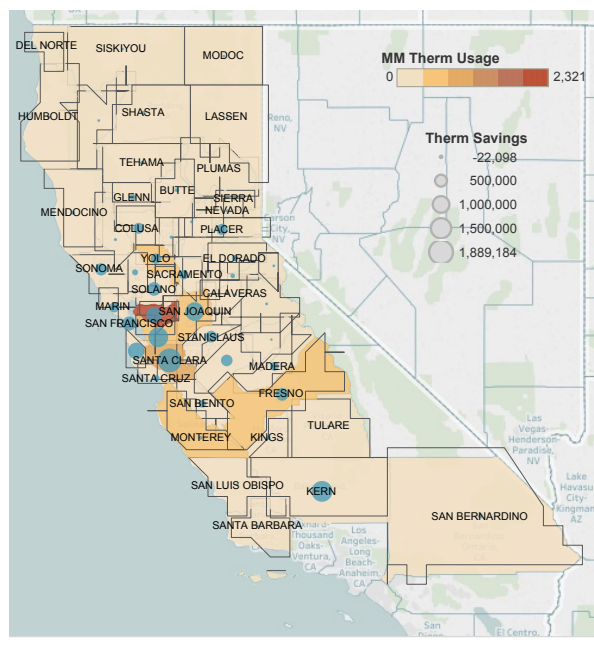 DEL NORTE
SISKIYOU
MODOC
MM Therm Usage
0
2,321
HUMBOLDT
SHASTA
LASSEN
Reno,
NV
Therm Savings
-22,098
500,000
1,000,000
1,500,000
1,889,184
TEHAMA
PLUMAS
BUTTE
GLENN
SIERRA
MENDOCINO
NEVADA
COLUSA
PLACER
Carson
City,
NV
YOLO
EL DORADO
SONOMA
SACRAMENTO
SOLANO
CALAVERAS
MARIN
SAN JOAQUIN
SAN FRANCISCO
STANISLAUS
SANTA CLARA
MADERA
SANTA CRUZ
FRESNO
SAN BENITO
TULARE
MONTEREY
KINGS
Las
Vegas-
Henderson-
Paradise,
NV
SAN LUIS OBISPO
KERN
Lake
Havasu
City-
Kingman
AZ
SAN BERNARDINO
SANTA BARBARA
Thousand
Oaks-
Ventura,
CA
Los
Angeles-
Long
Beach-
Anaheim,
CA
San
El Centro,